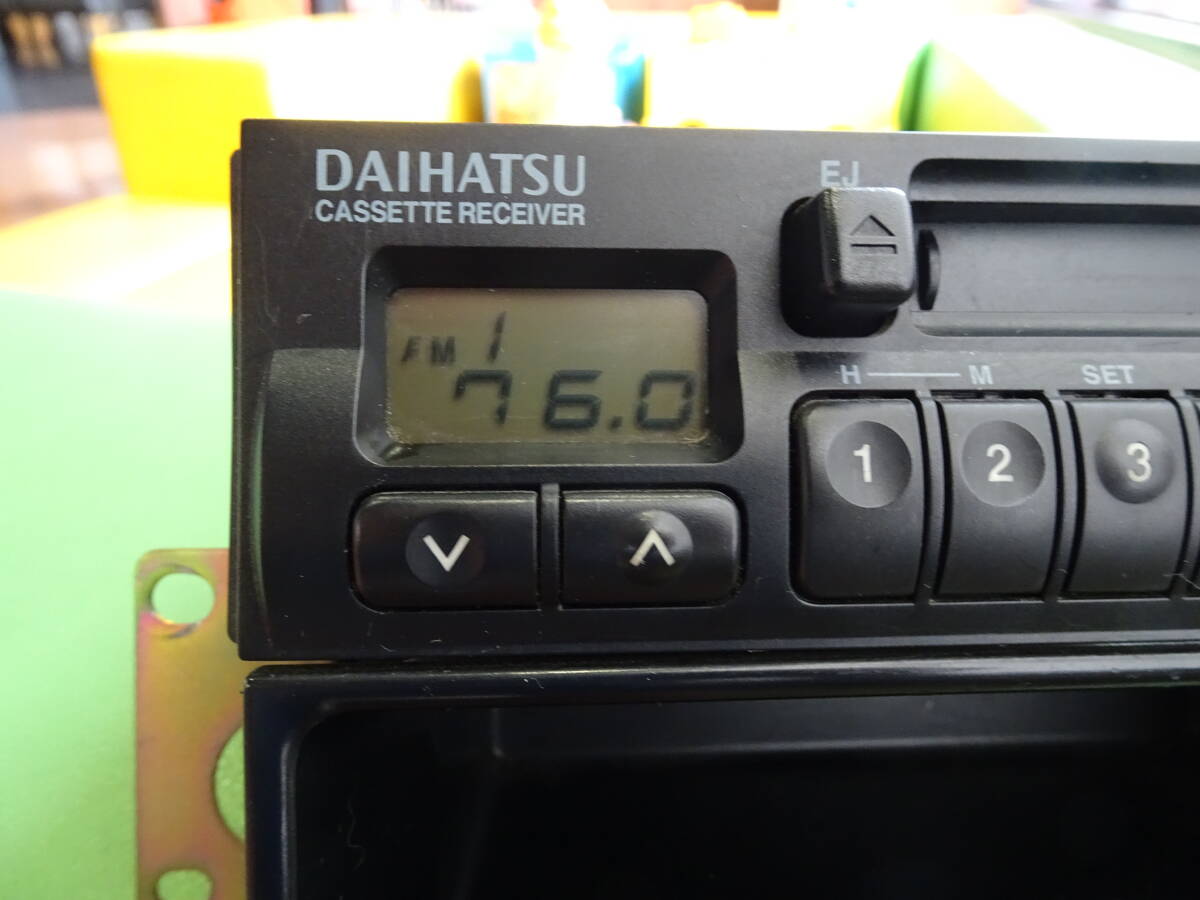 DAIHATSU
CASSETTE RECEIVER
EJ
FM 1
76.0
H M SET
1 2 3